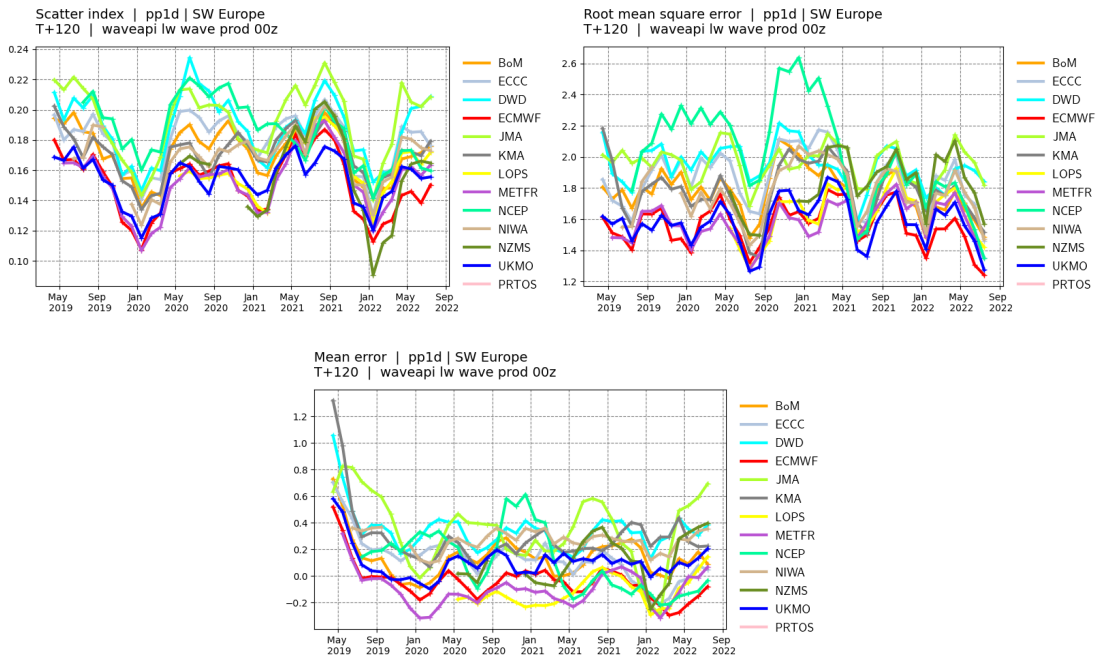 Scatter index | pp1d | SW Europe
T+120 | waveapi lw wave prod 00z
0.24
0.22
0.20
0.18
0.16
0.14
0.12
0.10
May 2019
Sep 2019
Jan 2020
May 2020
Sep 2020
Jan 2021
May 2021
Sep 2021
Jan 2022
May 2022
Sep 2022
BoM
ECCC
DWD
ECMWF
JMA
KMA
LOPS
METFR
NCEP
NIWA
NZMS
UKMO
PRTOS
Root mean square error | pp1d | SW Europe
T+120 | waveapi lw wave prod 00z
2.6
2.4
2.2
2.0
1.8
1.6
1.4
1.2
May 2019
Sep 2019
Jan 2020
May 2020
Sep 2020
Jan 2021
May 2021
Sep 2021
Jan 2022
May 2022
Sep 2022
BoM
ECCC
DWD
ECMWF
JMA
KMA
LOPS
METFR
NCEP
NIWA
NZMS
UKMO
PRTOS
Mean error | pp1d | SW Europe
T+120 | waveapi lw wave prod 00z
1.2
1.0
0.8
0.6
0.4
0.2
0.0
−0.2
May 2019
Sep 2019
Jan 2020
May 2020
Sep 2020
Jan 2021
May 2021
Sep 2021
Jan 2022
May 2022
Sep 2022
BoM
ECCC
DWD
ECMWF
JMA
KMA
LOPS
METFR
NCEP
NIWA
NZMS
UKMO
PRTOS